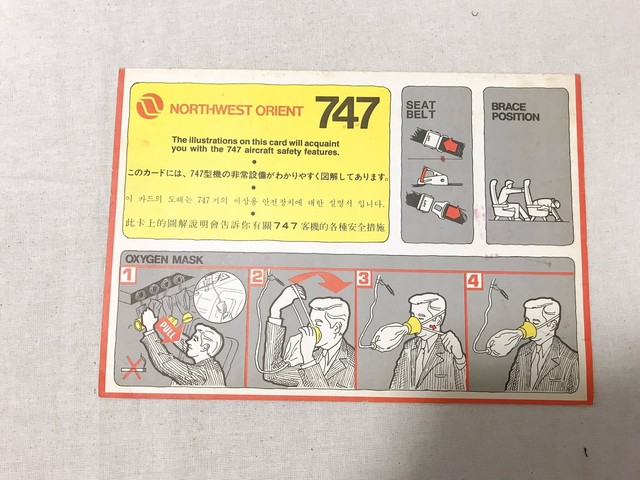 NORTHWEST ORIENT 747
The illustrations on this card will acquaint
you with the 747 aircraft safety features.
このカードには、747型機の非常設備がわかりやすく図解してあります。
이 카드의 도해는 747 기의 비상용 안전장치에 대한 설명서 입니다.
此卡上的圖解說明會告訴你有關747客機的各種安全措施
SEAT
BELT
BRACE
POSITION
OXYGEN MASK
1
PULL
2
3
4